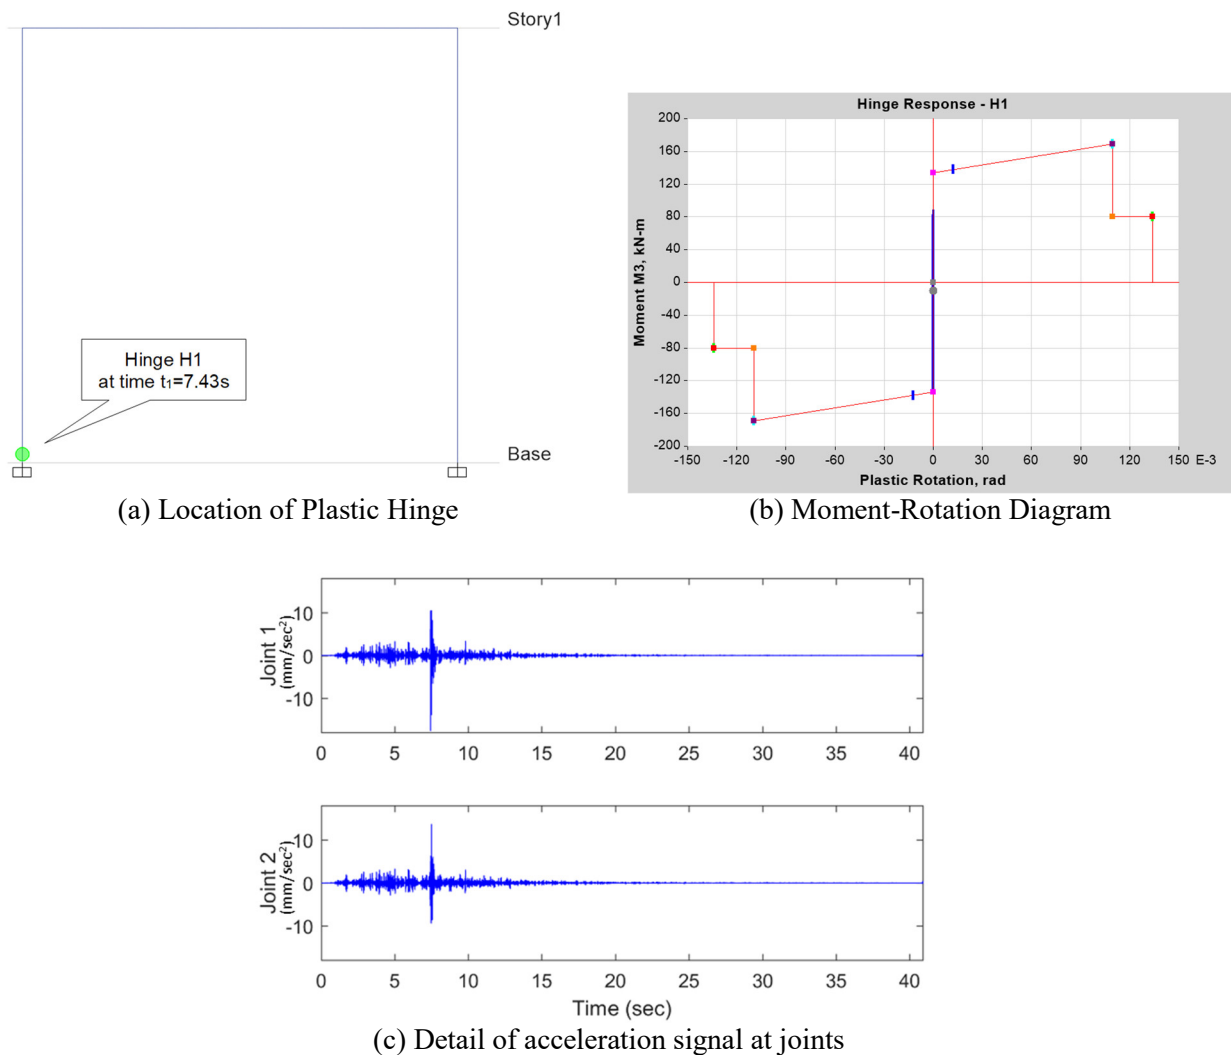 Story1
Hinge H1
at time t₁=7.43s
Base
(a) Location of Plastic Hinge
Hinge Response - H1
Moment M3, kN-m
200
160
120
80
40
0
-40
-80
-120
-160
-200
-150 -120 -90 -60 -30 0 30 60 90 120 150 E-3
Plastic Rotation, rad
(b) Moment-Rotation Diagram
Joint 1
(mm/sec²)
10
0
-10
0 5 10 15 20 25 30 35 40
Joint 2
(mm/sec²)
10
0
-10
0 5 10 15 20 25 30 35 40
Time (sec)
(c) Detail of acceleration signal at joints